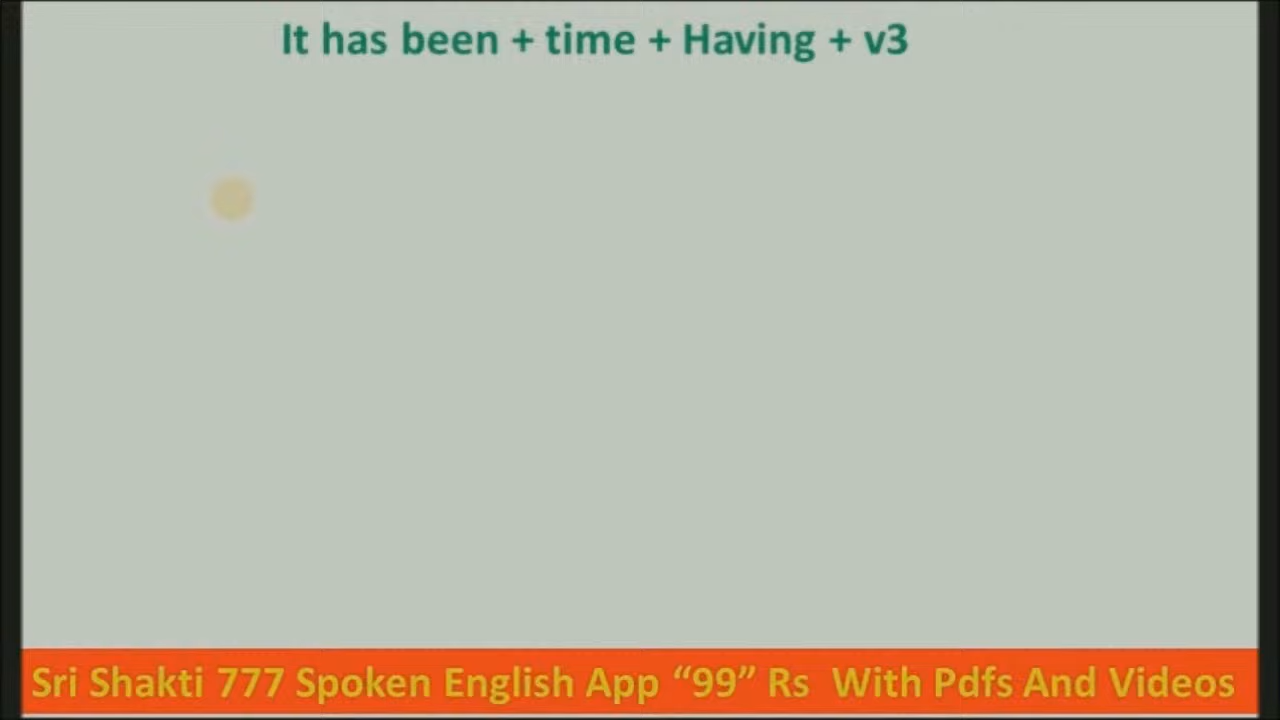 It has been + time + Having + v3
Sri Shakti 777 Spoken English App “99” Rs With Pdfs And Videos